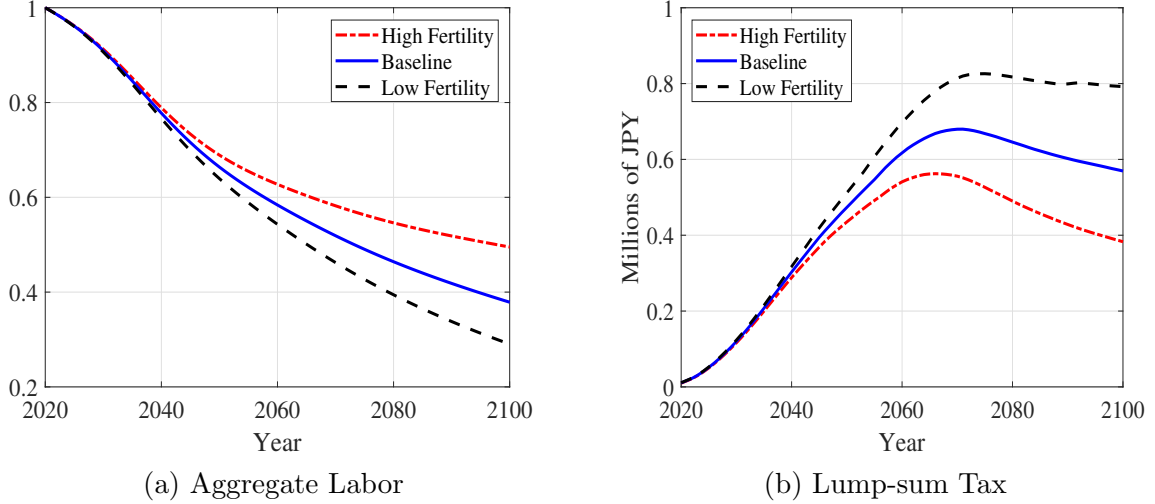 1
0.8
0.6
0.4
0.2
2020 2040 2060 2080 2100
Year
High Fertility
Baseline
Low Fertility
(a) Aggregate Labor
Millions of JPY
1
0.8
0.6
0.4
0.2
0
2020 2040 2060 2080 2100
Year
High Fertility
Baseline
Low Fertility
(b) Lump-sum Tax